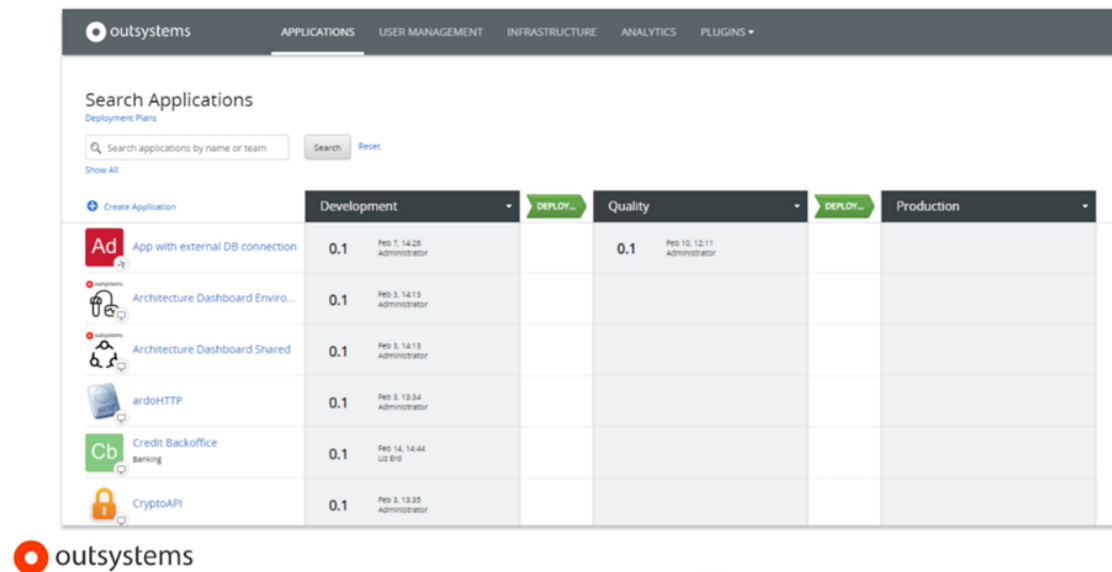 outsystems
APPLICATIONS USER MANAGEMENT INFRASTRUCTURE ANALYTICS PLUGINS
Search Applications
Deployment Plans
Search applications by name or team Search Reset
Show All
Create Application Development DEPLOY... Quality DEPLOY... Production
Ad App with external DB connection 0.1 Feb 7, 14:26 0.1 Feb 10, 12:11
Administrator Administrator
outsystems
Architecture Dashboard Enviro... 0.1 Feb 3, 14:13
Administrator
outsystems
Architecture Dashboard Shared 0.1 Feb 3, 14:13
Administrator
ardoHTTP 0.1 Feb 3, 13:34
Administrator
Cb Credit Backoffice 0.1 Feb 14, 14:44
Banking Liz Erd
CryptoAPI 0.1 Feb 3, 13:35
Administrator
outsystems